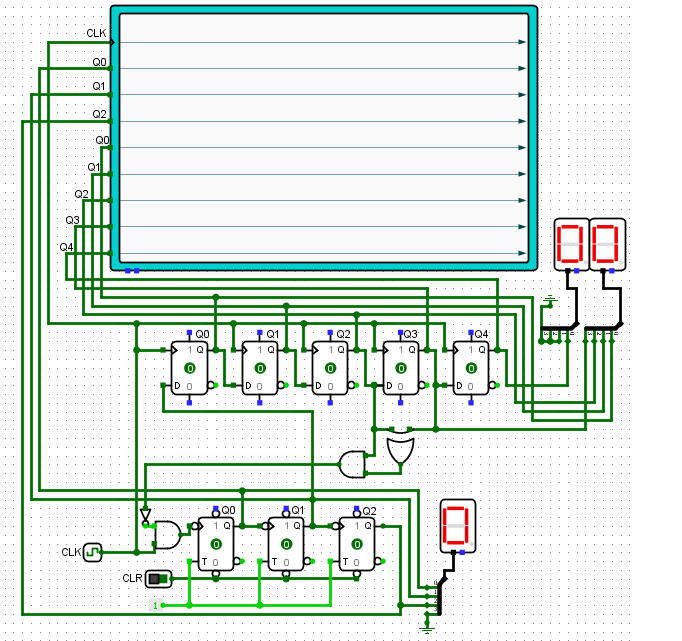 CLK
Q0
Q1
Q2
Q0
Q1
Q2
Q3
Q4
0 0
Q0 Q1 Q2 Q3 Q4
1 Q 1 Q 1 Q 1 Q 1 Q
0 0 0 0 0
D 0 D 0 D 0 D 0 D 0
Q0 Q1 Q2
1 Q 1 Q 1 Q
0 0 0
CLK
T 0 T 0 T 0
CLR
1